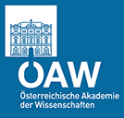 ÖAW
Österreichische Akademie
der Wissenschaften